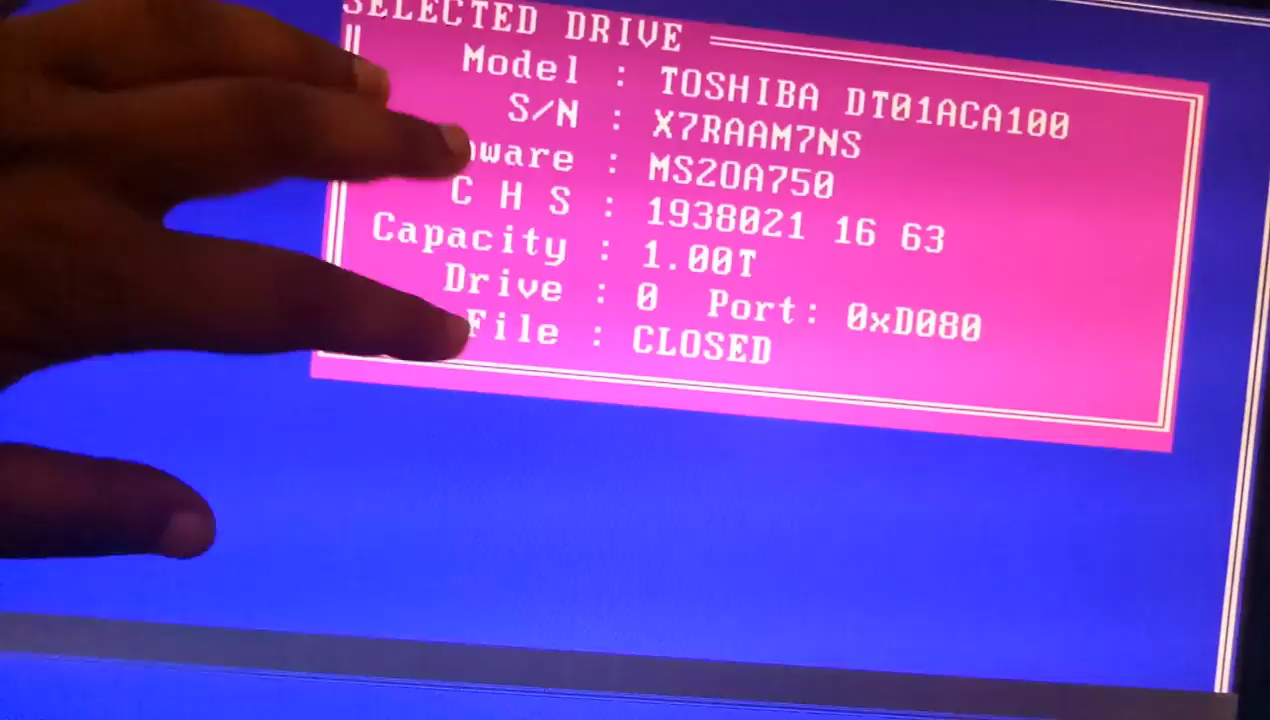 SELECTED DRIVE
Model : TOSHIBA DT01ACA100
S/N : X7RAAM7NS
ware : MS2OA750
C H S : 1938021 16 63
Capacity : 1.00T
Drive : 0 Port: 0xD080
File : CLOSED